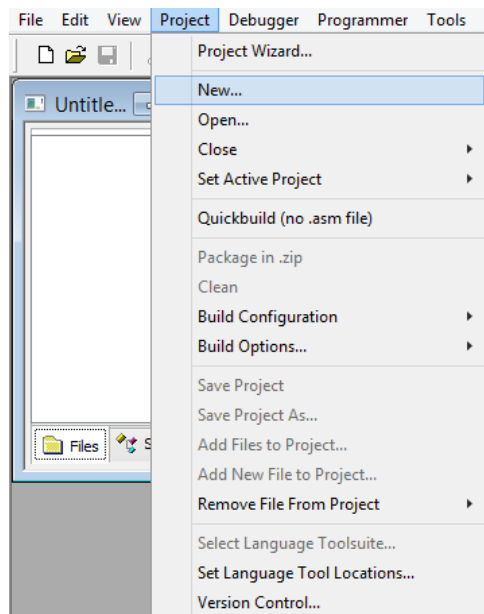 File Edit View Project Debugger Programmer Tools
Project Wizard...
New...
Untitle...
Open...
Close
Set Active Project
Quickbuild (no .asm file)
Package in .zip
Clean
Build Configuration
Build Options...
Save Project
Save Project As...
Files
Add Files to Project...
Add New File to Project...
Remove File From Project
Select Language Toolsuite...
Set Language Tool Locations...
Version Control...